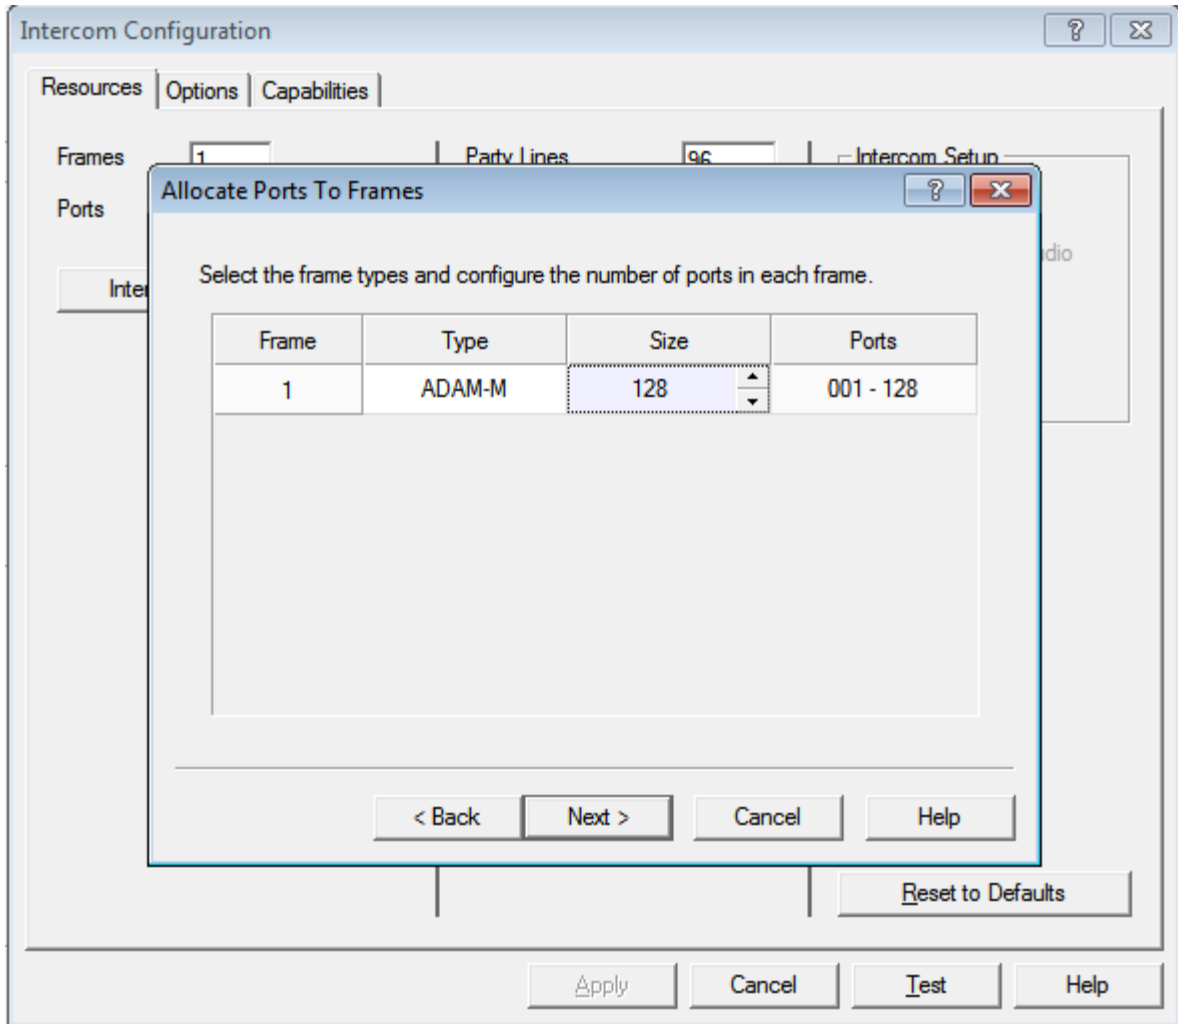 Intercom Configuration
Resources Options Capabilities
Frames 1 Party Lines 96 Intercom Setup
Allocate Ports To Frames
Ports
Select the frame types and configure the number of ports in each frame.
Frame Type Size Ports
1 ADAM-M 128 001 - 128
< Back Next > Cancel Help
Reset to Defaults
Apply Cancel Test Help